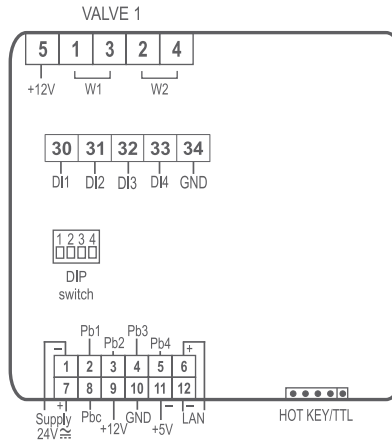 VALVE 1
5 1 3 2 4
+12V W1 W2
30 31 32 33 34
DI1 DI2 DI3 DI4 GND
1 2 3 4
DIP
switch
Pb1 Pb3
Pb2 Pb4
− +
1 2 3 4 5 6
7 8 9 10 11 12
+ − −
Supply Pbc GND LAN
24V +12V +5V
HOT KEY/TTL